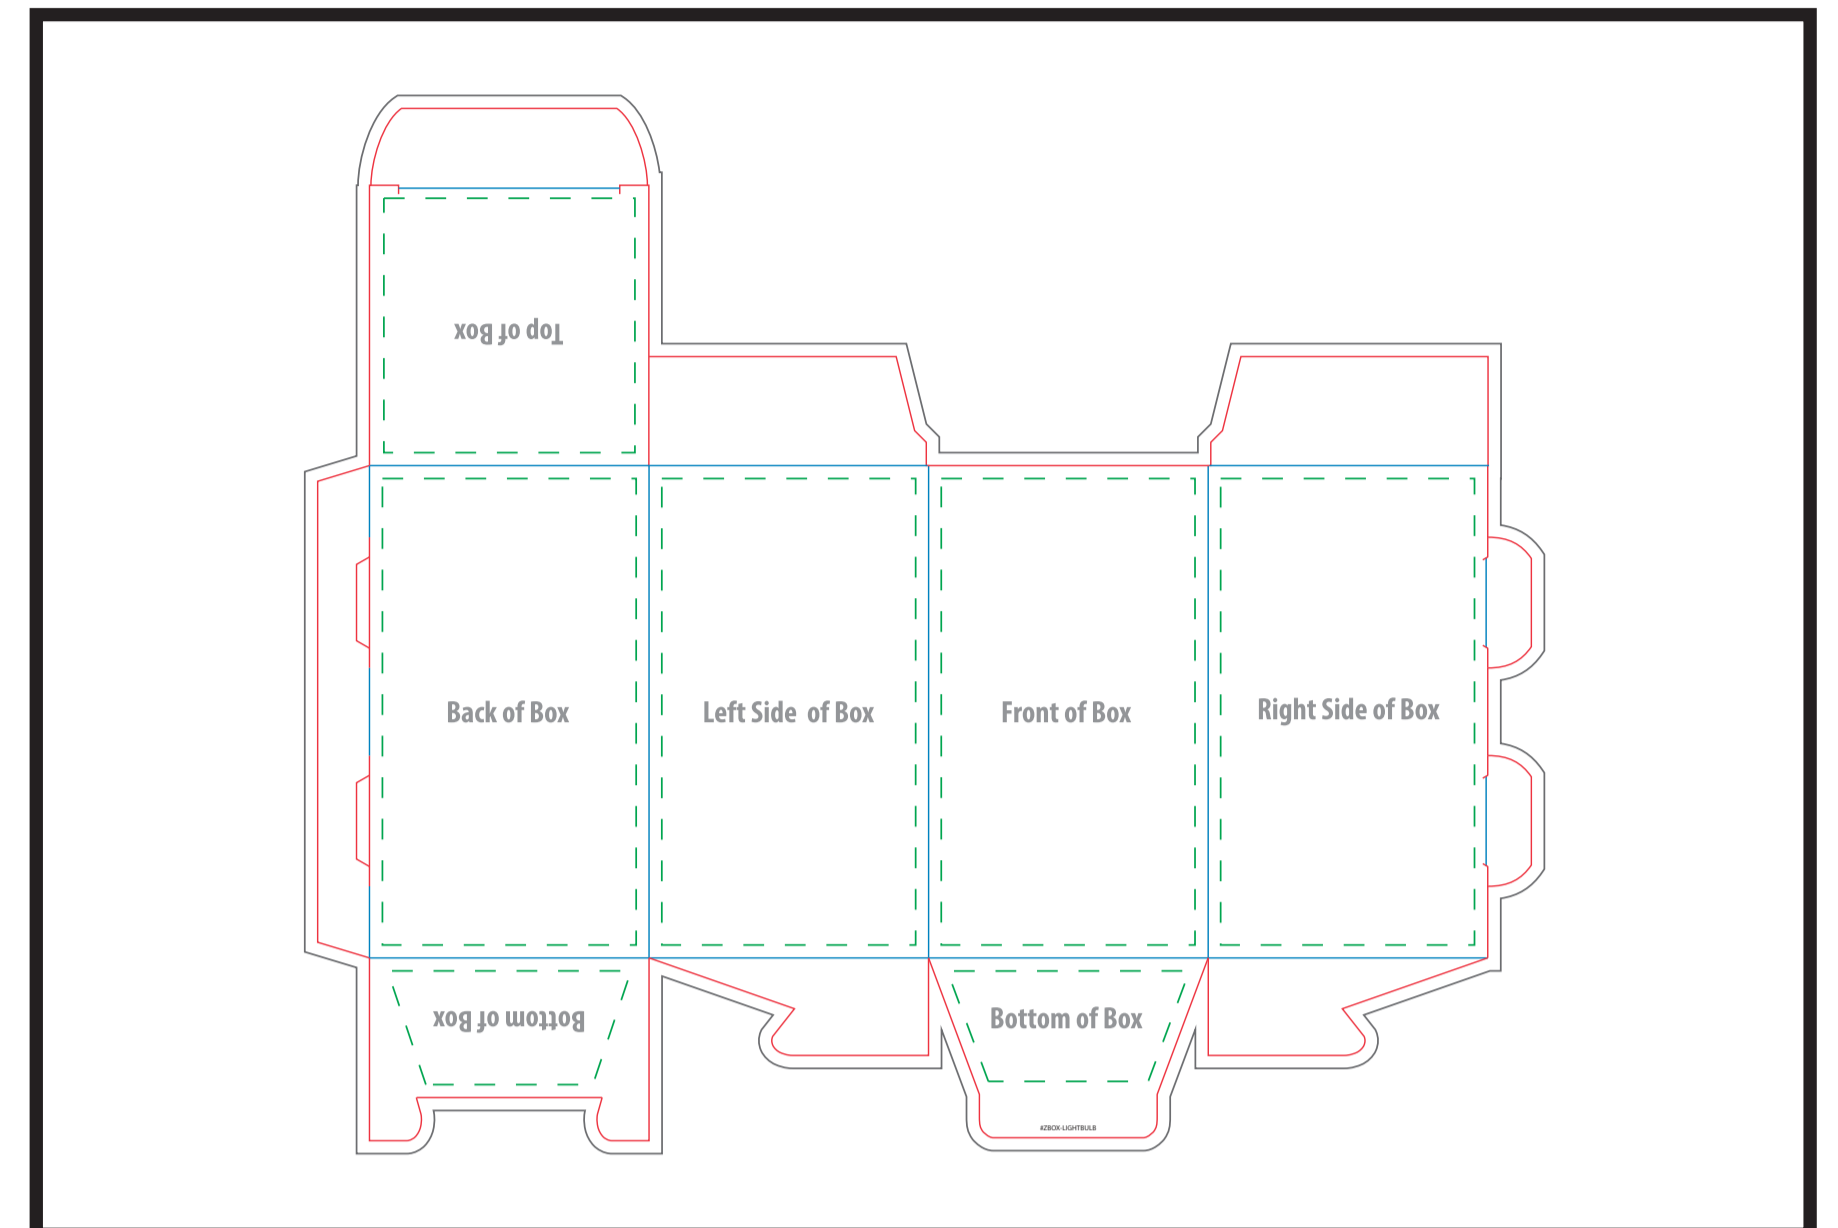 Top of Box
Back of Box
Left Side of Box
Front of Box
Right Side of Box
Bottom of Box
Bottom of Box
#ZBOX-LIGHTBULB